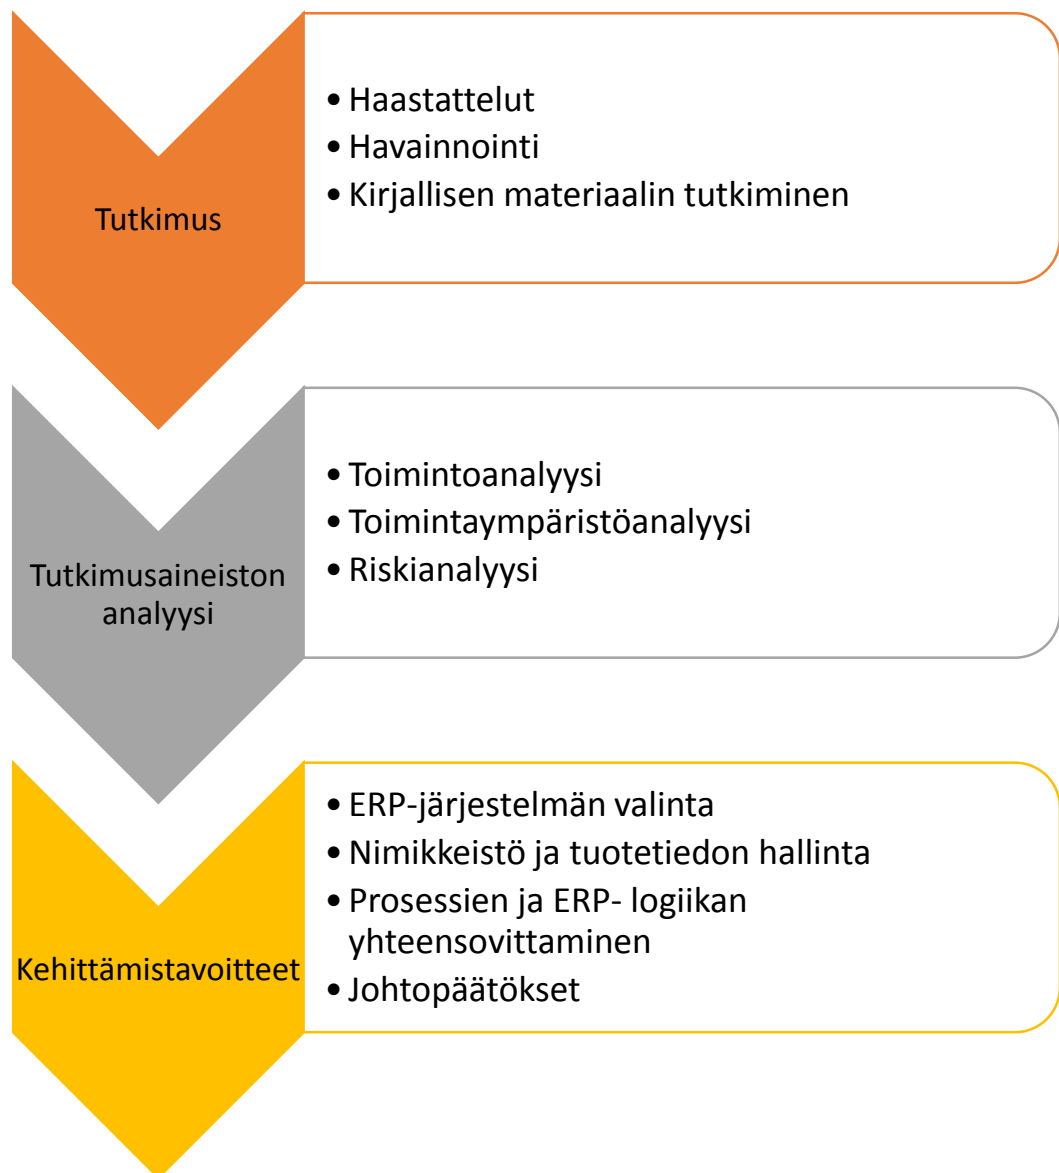 Tutkimus
• Haastattelut
• Havainnointi
• Kirjallisen materiaalin tutkiminen
Tutkimusaineiston
analyysi
• Toimintoanalyysi
• Toimintaympäristöanalyysi
• Riskianalyysi
Kehittämistavoitteet
• ERP-järjestelmän valinta
• Nimikkeistö ja tuotetiedon hallinta
• Prosessien ja ERP- logiikan
yhteensovittaminen
• Johtopäätökset